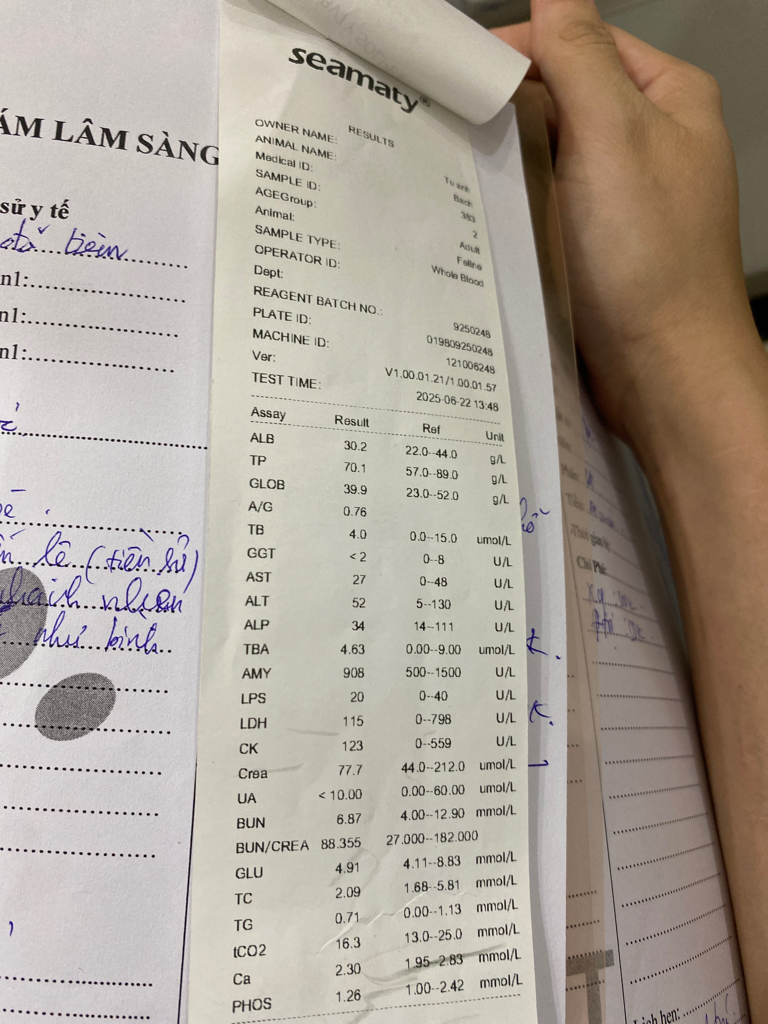 seamaty®
RESULTS
OWNER NAME: Tu anh
ANIMAL NAME: Bach
Medical ID: 383
SAMPLE ID: 2
AGEGroup: Adult
Animal: Feline
SAMPLE TYPE: Whole Blood
OPERATOR ID:
Dept:
REAGENT BATCH NO.: 9250248
PLATE ID: 019809250248
MACHINE ID: 121006248
Ver: V1.00.01.21/1.00.01.57
TEST TIME: 2025-06-22 13:48
Assay Result Ref Unit
ALB 30.2 22.0--44.0 g/L
TP 70.1 57.0--89.0 g/L
GLOB 39.9 23.0--52.0 g/L
A/G 0.76
TB 4.0 0.0--15.0 umol/L
GGT < 2 0--8 U/L
AST 27 0--48 U/L
ALT 52 5--130 U/L
ALP 34 14--111 U/L
TBA 4.63 0.00--9.00 umol/L
AMY 908 500--1500 U/L
LPS 20 0--40 U/L
LDH 115 0--798 U/L
CK 123 0--559 U/L
Crea 77.7 44.0--212.0 umol/L
UA < 10.00 0.00--60.00 umol/L
BUN 6.87 4.00--12.90 mmol/L
BUN/CREA 88.355 27.000--182.000
GLU 4.91 4.11--8.83 mmol/L
TC 2.09 1.68--5.81 mmol/L
TG 0.71 0.00--1.13 mmol/L
tCO2 16.3 13.0--25.0 mmol/L
Ca 2.30 1.95--2.83 mmol/L
PHOS 1.26 1.00--2.42 mmol/L
ÁM LÂM SÀNG
sử y tế
n1:
n1:
n1:
(tiền sử)
như bình
Chi Phí: